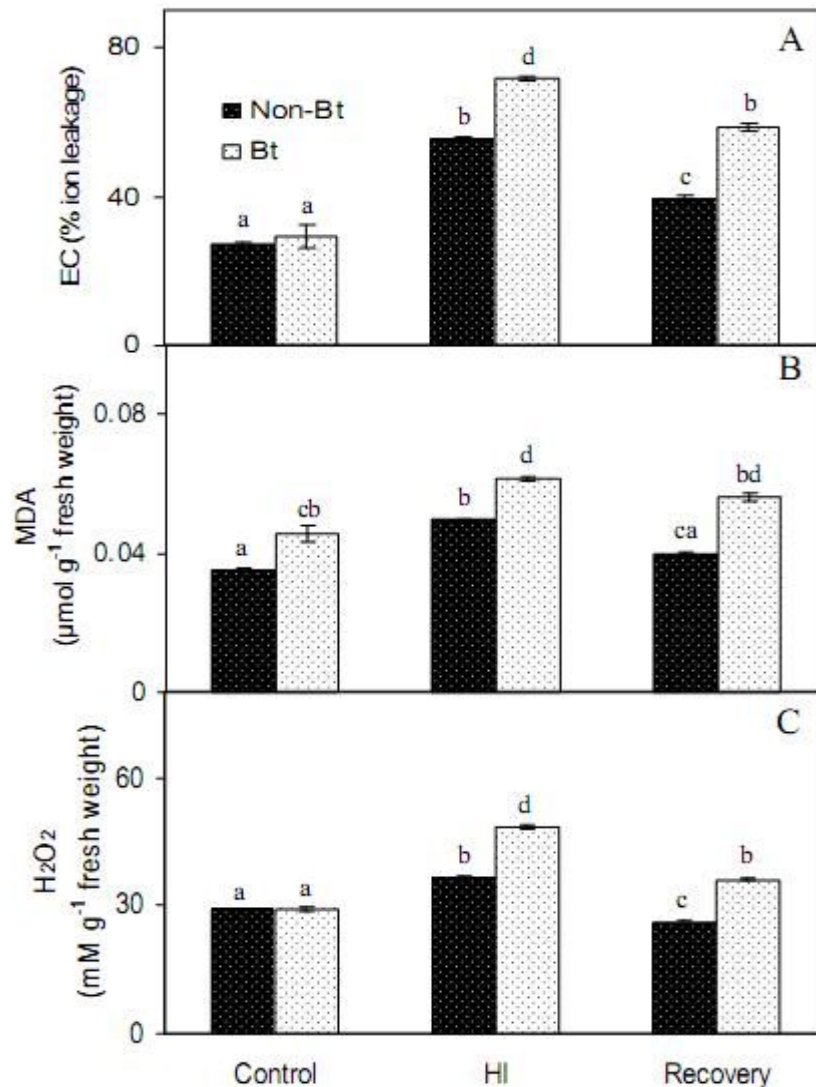 A
80
d
EC (% ion leakage)
Non-Bt
Bt
b
b
c
40
a
a
0
B
0.08
MDA
(µmol g-1 fresh weight)
d
bd
cb
b
0.04
a
ca
0
C
60
H2O2
(mM g-1 fresh weight)
d
b
b
a
a
c
30
0
Control
HI
Recovery